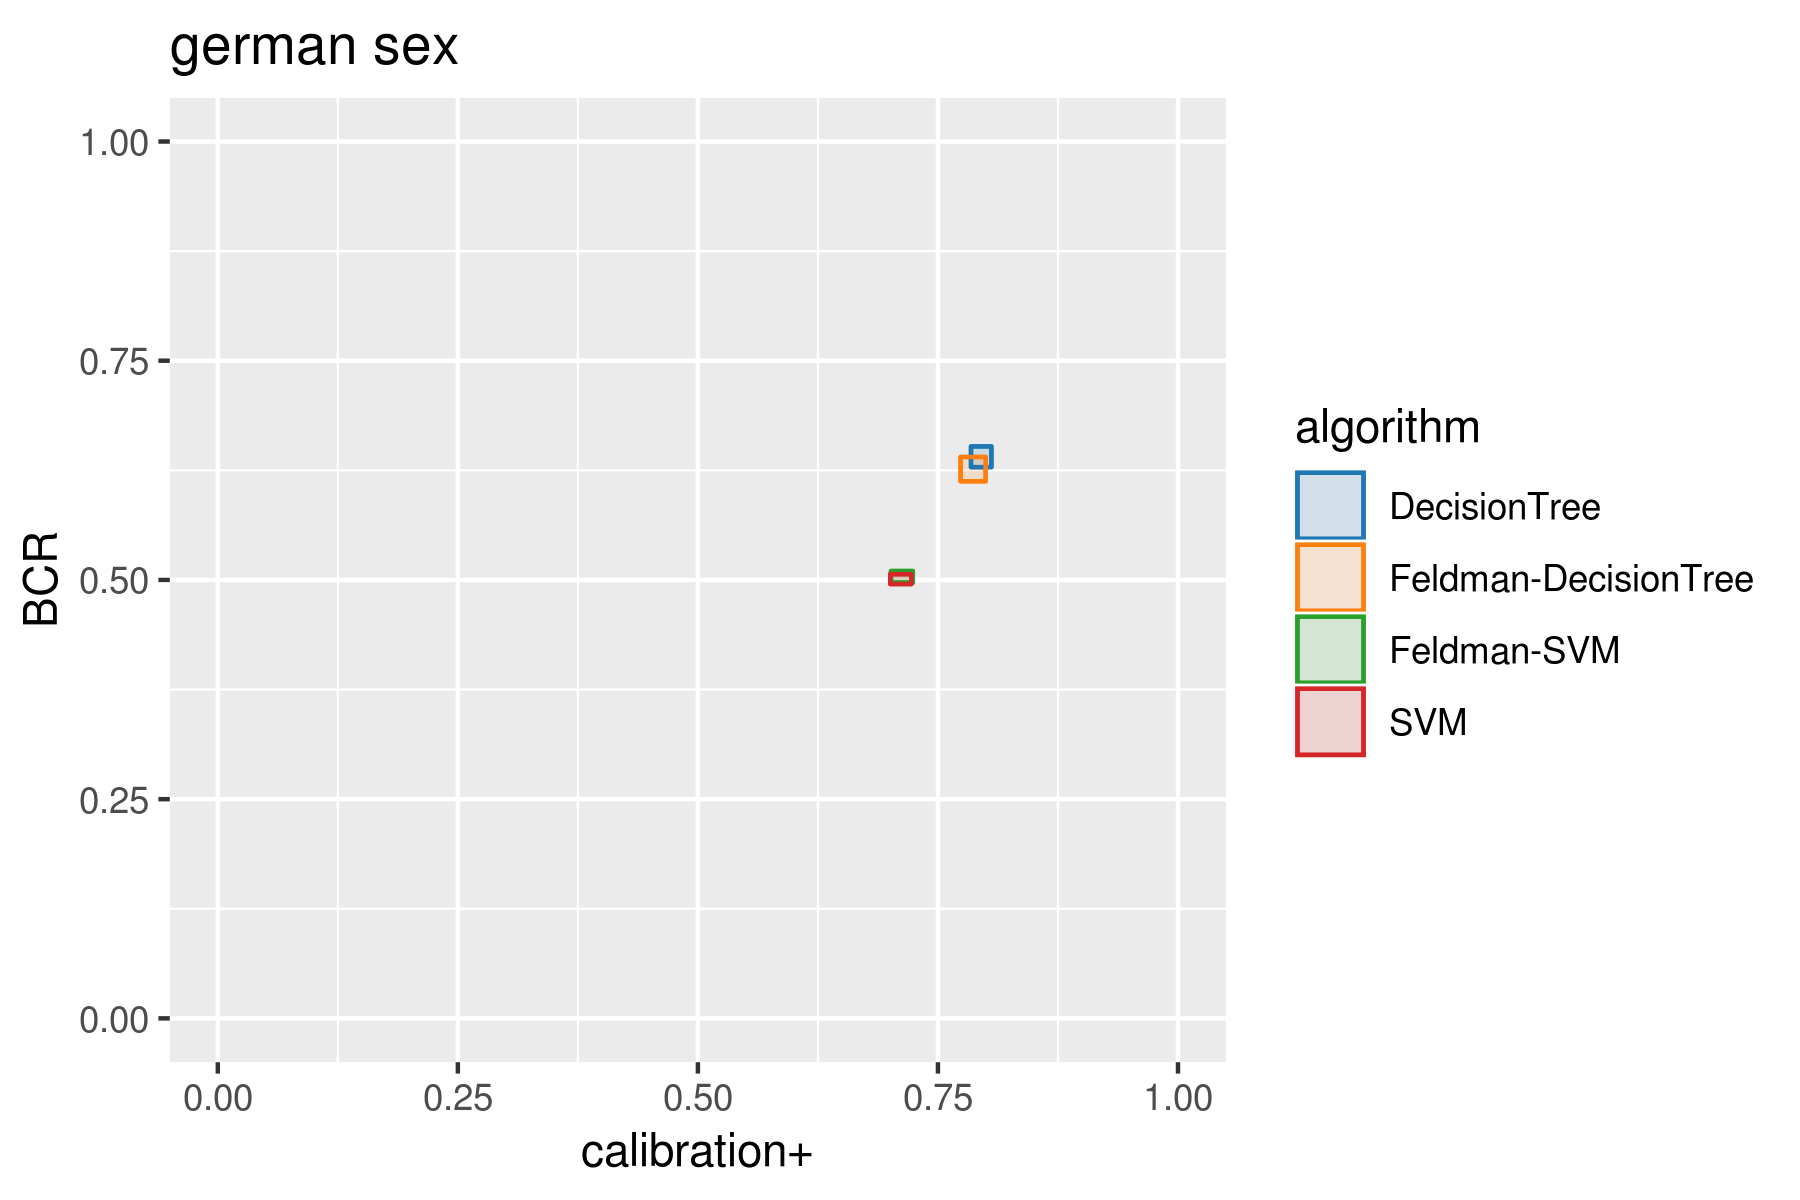 german sex
1.00
0.75
0.50
0.25
0.00
BCR
0.00 0.25 0.50 0.75 1.00
calibration+
algorithm
DecisionTree
Feldman-DecisionTree
Feldman-SVM
SVM